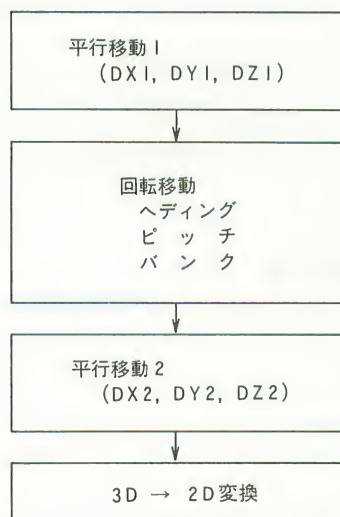 平行移動1
(DX1, DY1, DZ1)
回転移動
ヘディング
ピッチ
バンク
平行移動2
(DX2, DY2, DZ2)
3D → 2D変換